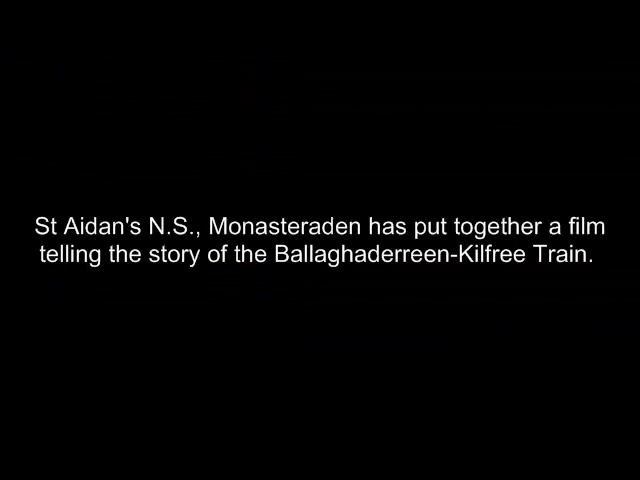 St Aidan's N.S., Monasteraden has put together a film
telling the story of the Ballaghaderreen-Kilfree Train.